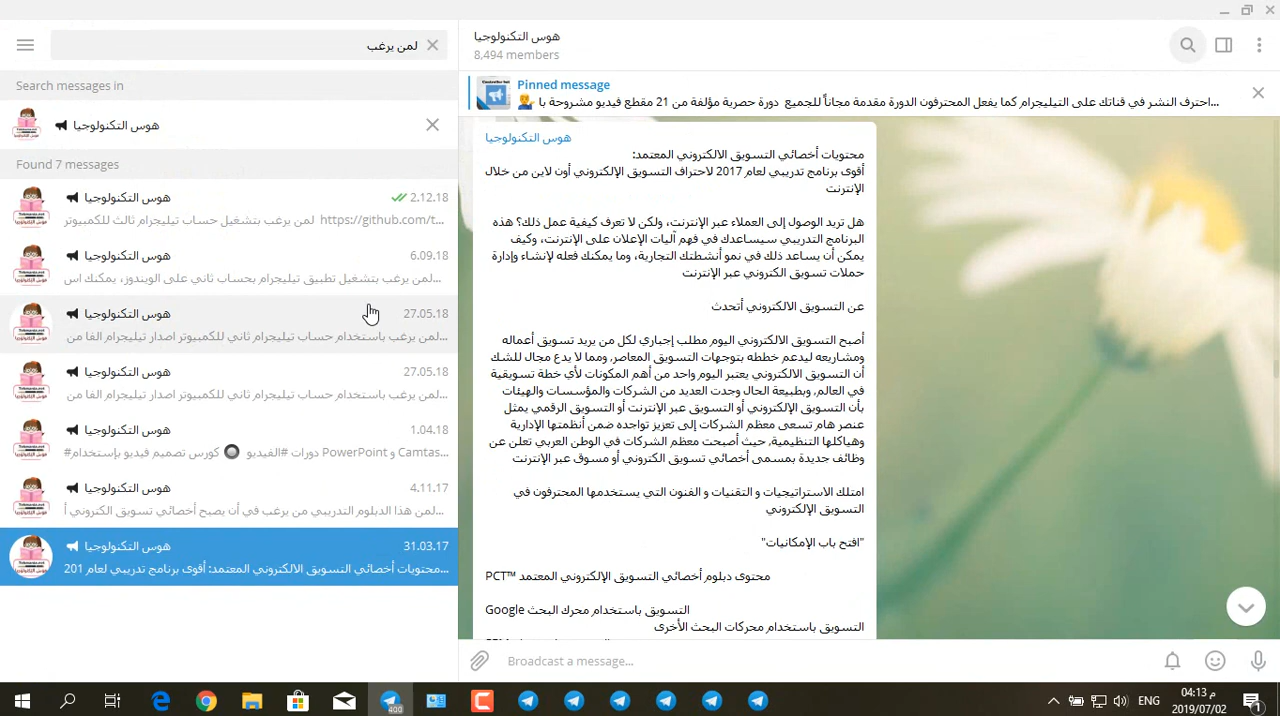 لمن يرغب
Search messages in
هوس التكنولوجيا
Found 7 messages
هوس التكنولوجيا 2.12.18
لمن يرغب بتشغيل حساب تيليجرام ثالث للكمبيوتر https://github.com/t...
هوس التكنولوجيا 6.09.18
لمن يرغب بتشغيل تطبيق تيليجرام بحساب ثاني على الويندوز، يمكنك اس...
هوس التكنولوجيا 27.05.18
لمن يرغب باستخدام حساب تيليجرام ثاني للكمبيوتر اصدار تيليجرام الفا من...
هوس التكنولوجيا 27.05.18
لمن يرغب باستخدام حساب تيليجرام ثاني للكمبيوتر اصدار تيليجرام الفا من...
هوس التكنولوجيا 1.04.18
#دورات #الفيديو 🔘 كورس تصميم فيديو بإستخدام PowerPoint و Camtas...
هوس التكنولوجيا 4.11.17
لمن هذا الدبلوم التدريبي من يرغب في أن يصبح أخصائي تسويق الكتروني أ...
هوس التكنولوجيا 31.03.17
محتويات أخصائي التسويق الالكتروني المعتمد: أقوى برنامج تدريبي لعام 201...
هوس التكنولوجيا
8,494 members
Pinned message
احترف النشر في قناتك على التيليجرام كما يفعل المحترفون الدورة مقدمة مجاناً للجميع دورة حصرية مؤلفة من 21 مقطع فيديو مشروحة با...
هوس التكنولوجيا
محتويات أخصائي التسويق الالكتروني المعتمد:
أقوى برنامج تدريبي لعام 2017 لاحتراف التسويق الإلكتروني أون لاين من خلال
الإنترنت
هل تريد الوصول إلى العملاء عبر الإنترنت، ولكن لا تعرف كيفية عمل ذلك؟ هذه
البرنامج التدريبي سيساعدك في فهم آليات الإعلان على الإنترنت، وكيف
يمكن أن يساعد ذلك في نمو أنشطتك التجارية، وما يمكنك فعله لإنشاء وإدارة
حملات تسويق الكتروني عبر الإنترنت
عن التسويق الالكتروني أتحدث
أصبح التسويق الالكتروني اليوم مطلب إجباري لكل من يريد تسويق أعماله
ومشاريعه ليدعم خططه بتوجهات التسويق المعاصر, ومما لا يدع مجال للشك
أن التسويق الالكتروني يعتبر اليوم واحد من أهم المكونات لأي خطة تسويقية
في العالم, وبطبيعة الحال وجدت العديد من الشركات والمؤسسات والهيئات
بأن التسويق الإلكتروني أو التسويق عبر الإنترنت أو التسويق الرقمي يمثل
عنصر هام تسعى معظم الشركات إلى تعزيز تواجده ضمن أنظمتها الإدارية
وهياكلها التنظيمية, حيث أصبحت معظم الشركات في الوطن العربي تعلن عن
وظائف جديدة بمسمى أخصائي تسويق الكتروني أو مسوق عبر الإنترنت
امتلك الاستراتيجيات و التقنيات و الفنون التي يستخدمها المحترفون في
التسويق الإلكتروني
"افتح باب الإمكانيات"
محتوى دبلوم أخصائي التسويق الإلكتروني المعتمد PCT™
التسويق باستخدام محرك البحث Google
التسويق باستخدام محركات البحث الأخرى
Broadcast a message...
400
ENG
04:13 م
2019/07/02
1